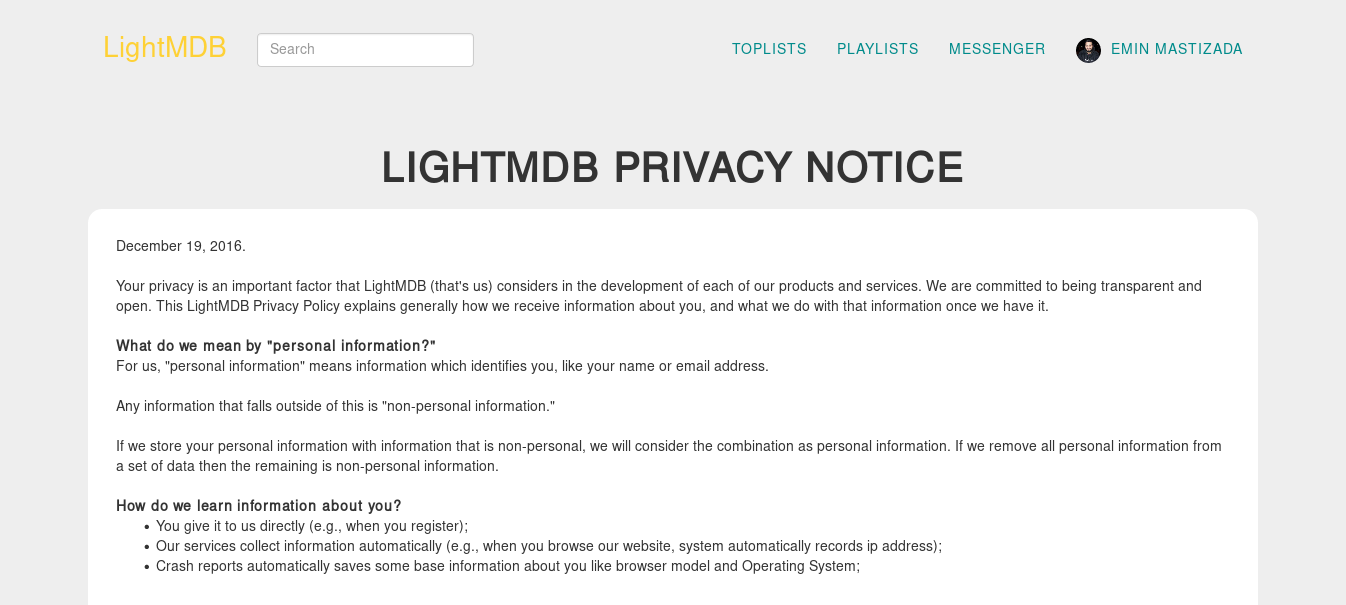 LightMDB
Search
TOPLISTS
PLAYLISTS
MESSENGER
EMIN MASTIZADA
LIGHTMDB PRIVACY NOTICE
December 19, 2016.
Your privacy is an important factor that LightMDB (that's us) considers in the development of each of our products and services. We are committed to being transparent and
open. This LightMDB Privacy Policy explains generally how we receive information about you, and what we do with that information once we have it.
What do we mean by "personal information?"
For us, "personal information" means information which identifies you, like your name or email address.
Any information that falls outside of this is "non-personal information."
If we store your personal information with information that is non-personal, we will consider the combination as personal information. If we remove all personal information from
a set of data then the remaining is non-personal information.
How do we learn information about you?
• You give it to us directly (e.g., when you register);
• Our services collect information automatically (e.g., when you browse our website, system automatically records ip address);
• Crash reports automatically saves some base information about you like browser model and Operating System;